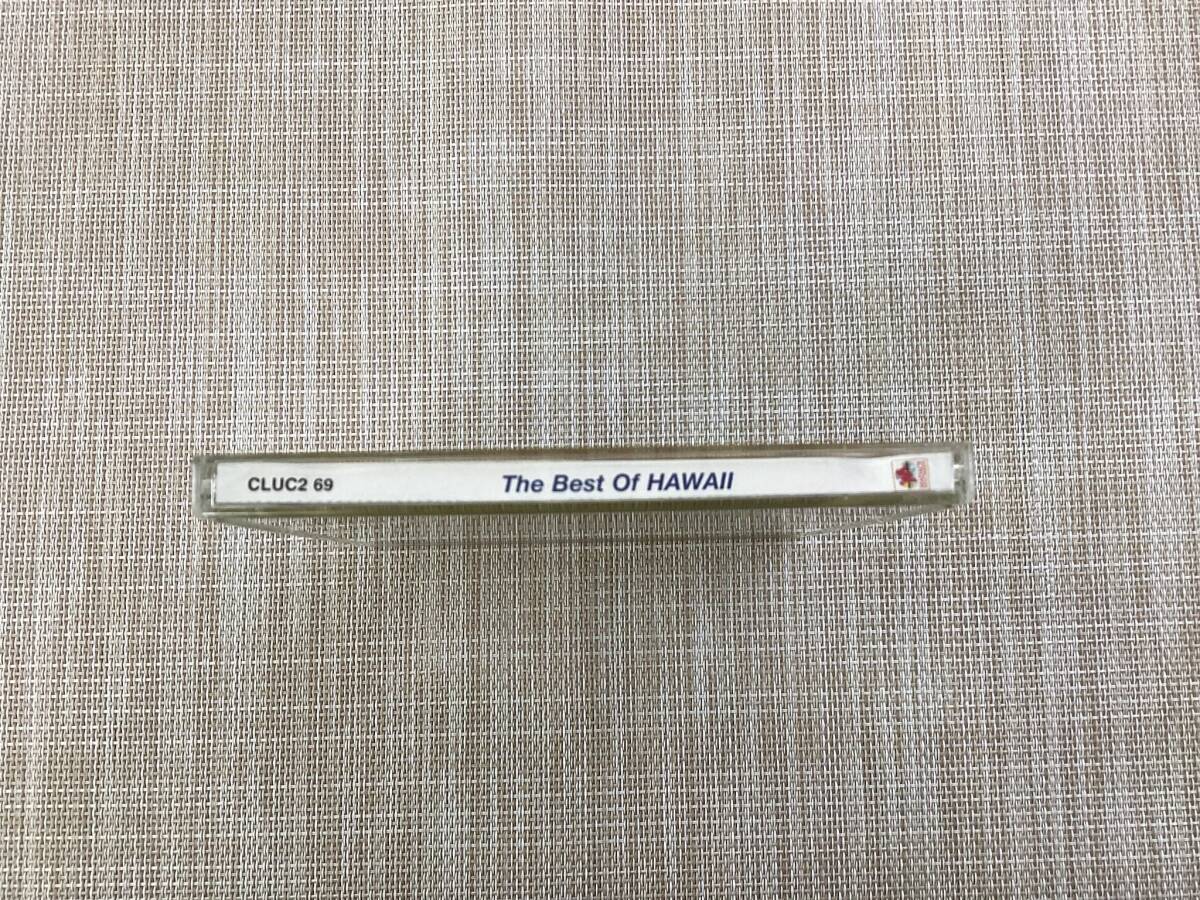 CLUC2 69 The Best Of HAWAII